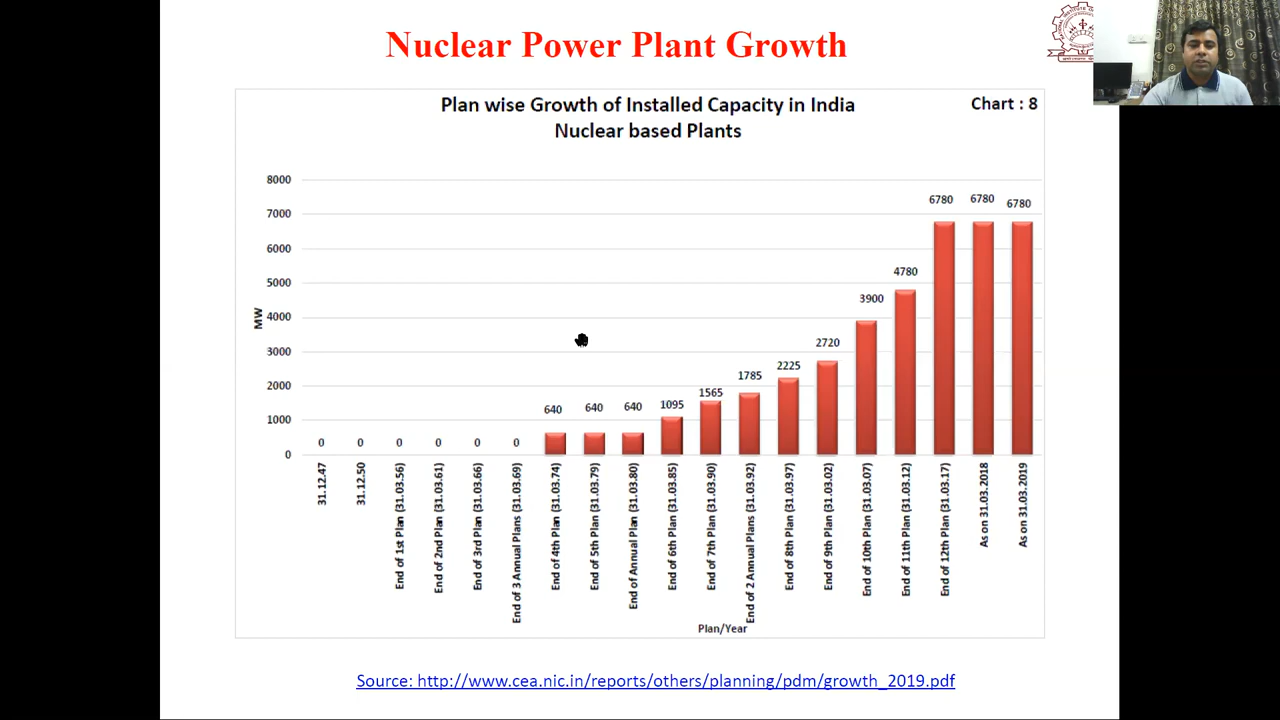 Nuclear Power Plant Growth
Plan wise Growth of Installed Capacity in India
Nuclear based Plants
Chart : 8
MW
8000
7000
6000
5000
4000
3000
2000
1000
0
0
0
0
0
0
0
640
640
640
1095
1565
1785
2225
2720
3900
4780
6780
6780
6780
31.12.47
31.12.50
End of 1st Plan (31.03.56)
End of 2nd Plan (31.03.61)
End of 3rd Plan (31.03.66)
End of 3 Annual Plans (31.03.69)
End of 4th Plan (31.03.74)
End of 5th Plan (31.03.79)
End of Annual Plan (31.03.80)
End of 6th Plan (31.03.85)
End of 7th Plan (31.03.90)
End of 2 Annual Plans (31.03.92)
End of 8th Plan (31.03.97)
End of 9th Plan (31.03.02)
End of 10th Plan (31.03.07)
End of 11th Plan (31.03.12)
End of 12th Plan (31.03.17)
As on 31.03.2018
As on 31.03.2019
Plan/Year
Source: http://www.cea.nic.in/reports/others/planning/pdm/growth_2019.pdf